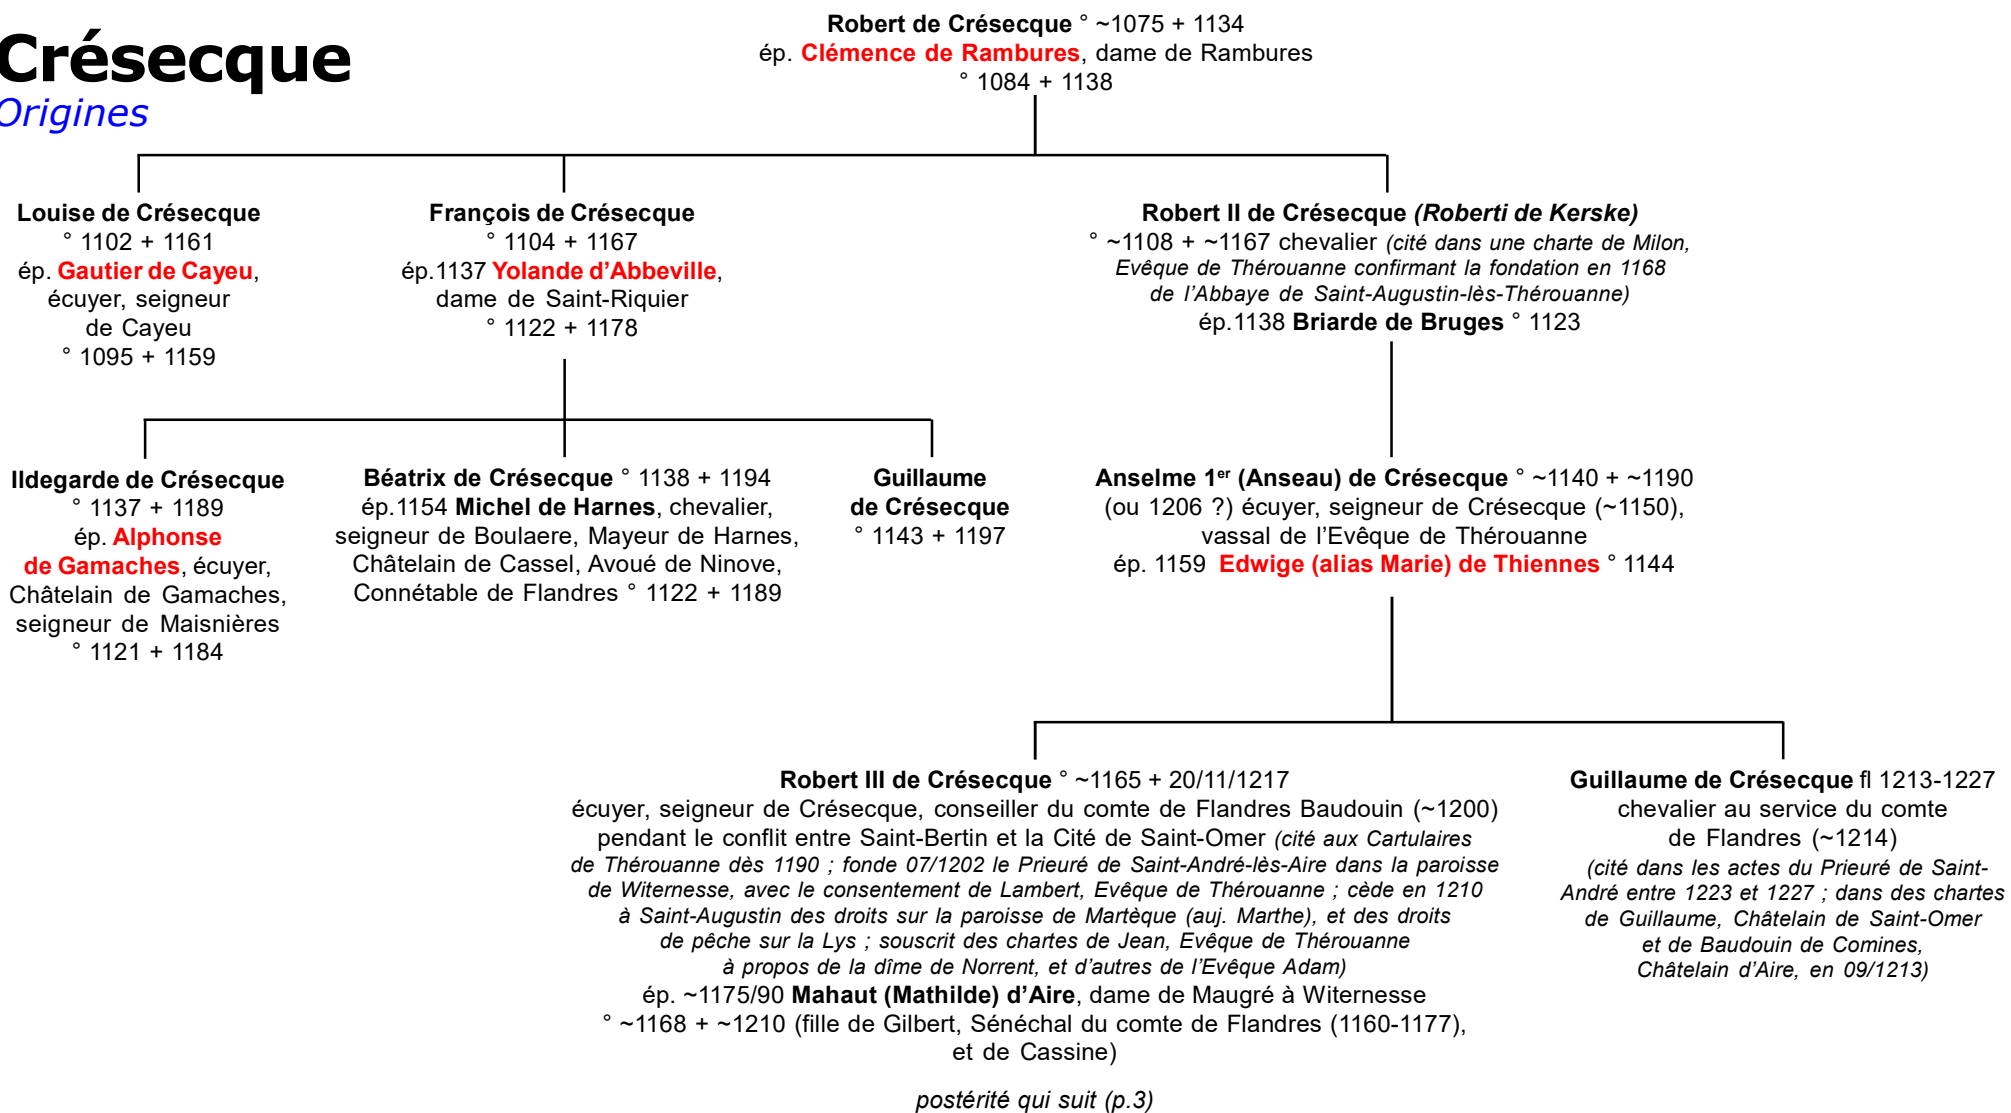 Crésecque
Origines
Robert de Crésecque ° ~1075 + 1134
ép. Clémence de Rambures, dame de Rambures
° 1084 + 1138
Louise de Crésecque
° 1102 + 1161
ép. Gautier de Cayeu,
écuyer, seigneur
de Cayeu
° 1095 + 1159
François de Crésecque
° 1104 + 1167
ép.1137 Yolande d’Abbeville,
dame de Saint-Riquier
° 1122 + 1178
Robert II de Crésecque (Roberti de Kerske)
° ~1108 + ~1167 chevalier (cité dans une charte de Milon,
Evêque de Thérouanne confirmant la fondation en 1168
de l’Abbaye de Saint-Augustin-lès-Thérouanne)
ép.1138 Briarde de Bruges ° 1123
Ildegarde de Crésecque
° 1137 + 1189
ép. Alphonse
de Gamaches, écuyer,
Châtelain de Gamaches,
seigneur de Maisnières
° 1121 + 1184
Béatrix de Crésecque ° 1138 + 1194
ép.1154 Michel de Harnes, chevalier,
seigneur de Boulaere, Mayeur de Harnes,
Châtelain de Cassel, Avoué de Ninove,
Connétable de Flandres ° 1122 + 1189
Guillaume
de Crésecque
° 1143 + 1197
Anselme 1er (Anseau) de Crésecque ° ~1140 + ~1190
(ou 1206 ?) écuyer, seigneur de Crésecque (~1150),
vassal de l’Evêque de Thérouanne
ép. 1159 Edwige (alias Marie) de Thiennes ° 1144
Robert III de Crésecque ° ~1165 + 20/11/1217
écuyer, seigneur de Crésecque, conseiller du comte de Flandres Baudouin (~1200)
pendant le conflit entre Saint-Bertin et la Cité de Saint-Omer (cité aux Cartulaires
de Thérouanne dès 1190 ; fonde 07/1202 le Prieuré de Saint-André-lès-Aire dans la paroisse
de Witernesse, avec le consentement de Lambert, Evêque de Thérouanne ; cède en 1210
à Saint-Augustin des droits sur la paroisse de Martèque (auj. Marthe), et des droits
de pêche sur la Lys ; souscrit des chartes de Jean, Evêque de Thérouanne
à propos de la dîme de Norrent, et d’autres de l’Evêque Adam)
ép. ~1175/90 Mahaut (Mathilde) d’Aire, dame de Maugré à Witernesse
° ~1168 + ~1210 (fille de Gilbert, Sénéchal du comte de Flandres (1160-1177),
et de Cassine)
postérité qui suit (p.3)
Guillaume de Crésecque fl 1213-1227
chevalier au service du comte
de Flandres (~1214)
(cité dans les actes du Prieuré de Saint-
André entre 1223 et 1227 ; dans des chartes
de Guillaume, Châtelain de Saint-Omer
et de Baudouin de Comines,
Châtelain d’Aire, en 09/1213)